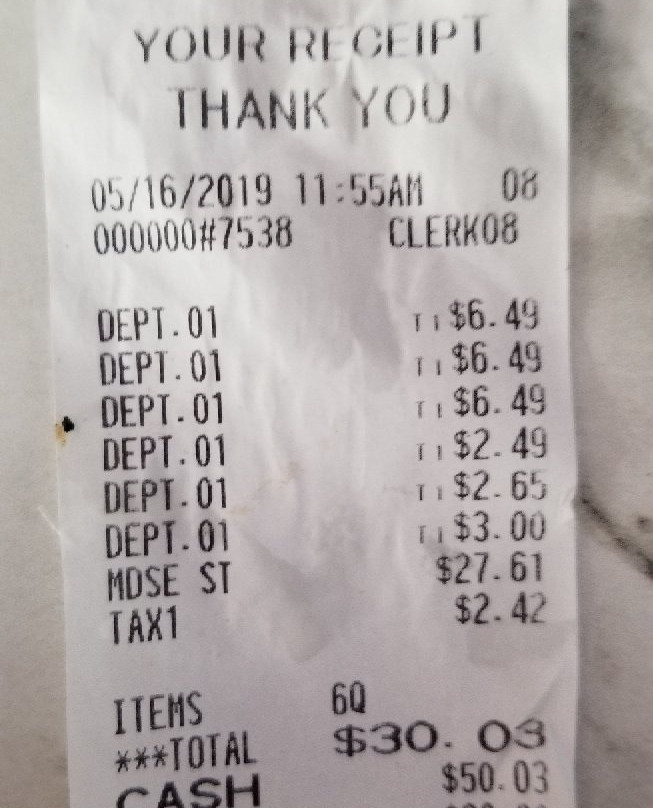 YOUR RECEIPT
THANK YOU
05/16/2019 11:55AM 08
000000#7538 CLERK08
DEPT.01 T1 $6.49
DEPT.01 T1 $6.49
DEPT.01 T1 $6.49
DEPT.01 T1 $2.49
DEPT.01 T1 $2.65
DEPT.01 T1 $3.00
MDSE ST $27.61
TAX1 $2.42
ITEMS 6Q
***TOTAL $30.03
CASH $50.03